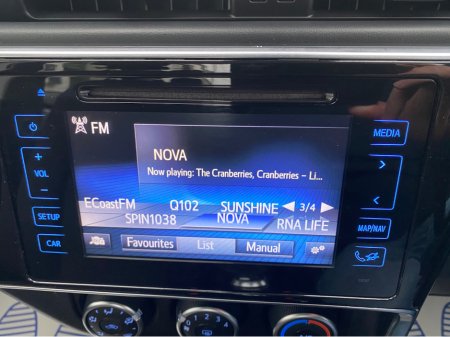 FM
MEDIA
NOVA
+
VOL
-
Now playing: The Cranberries, Cranberries - Li...
ECoastFM Q102 SUNSHINE 3/4
SPIN1038 NOVA RNA LIFE
SETUP
MAP/NAV
CAR
Favourites List Manual